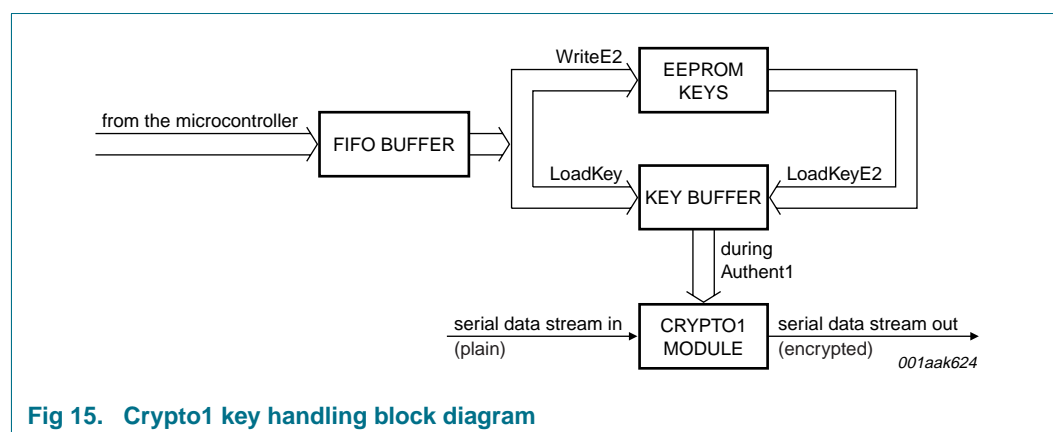 WriteE2
EEPROM
KEYS
from the microcontroller
FIFO BUFFER
LoadKey
LoadKeyE2
KEY BUFFER
during
Authent1
serial data stream in
(plain)
CRYPTO1
MODULE
serial data stream out
(encrypted)
001aak624
Fig 15. Crypto1 key handling block diagram